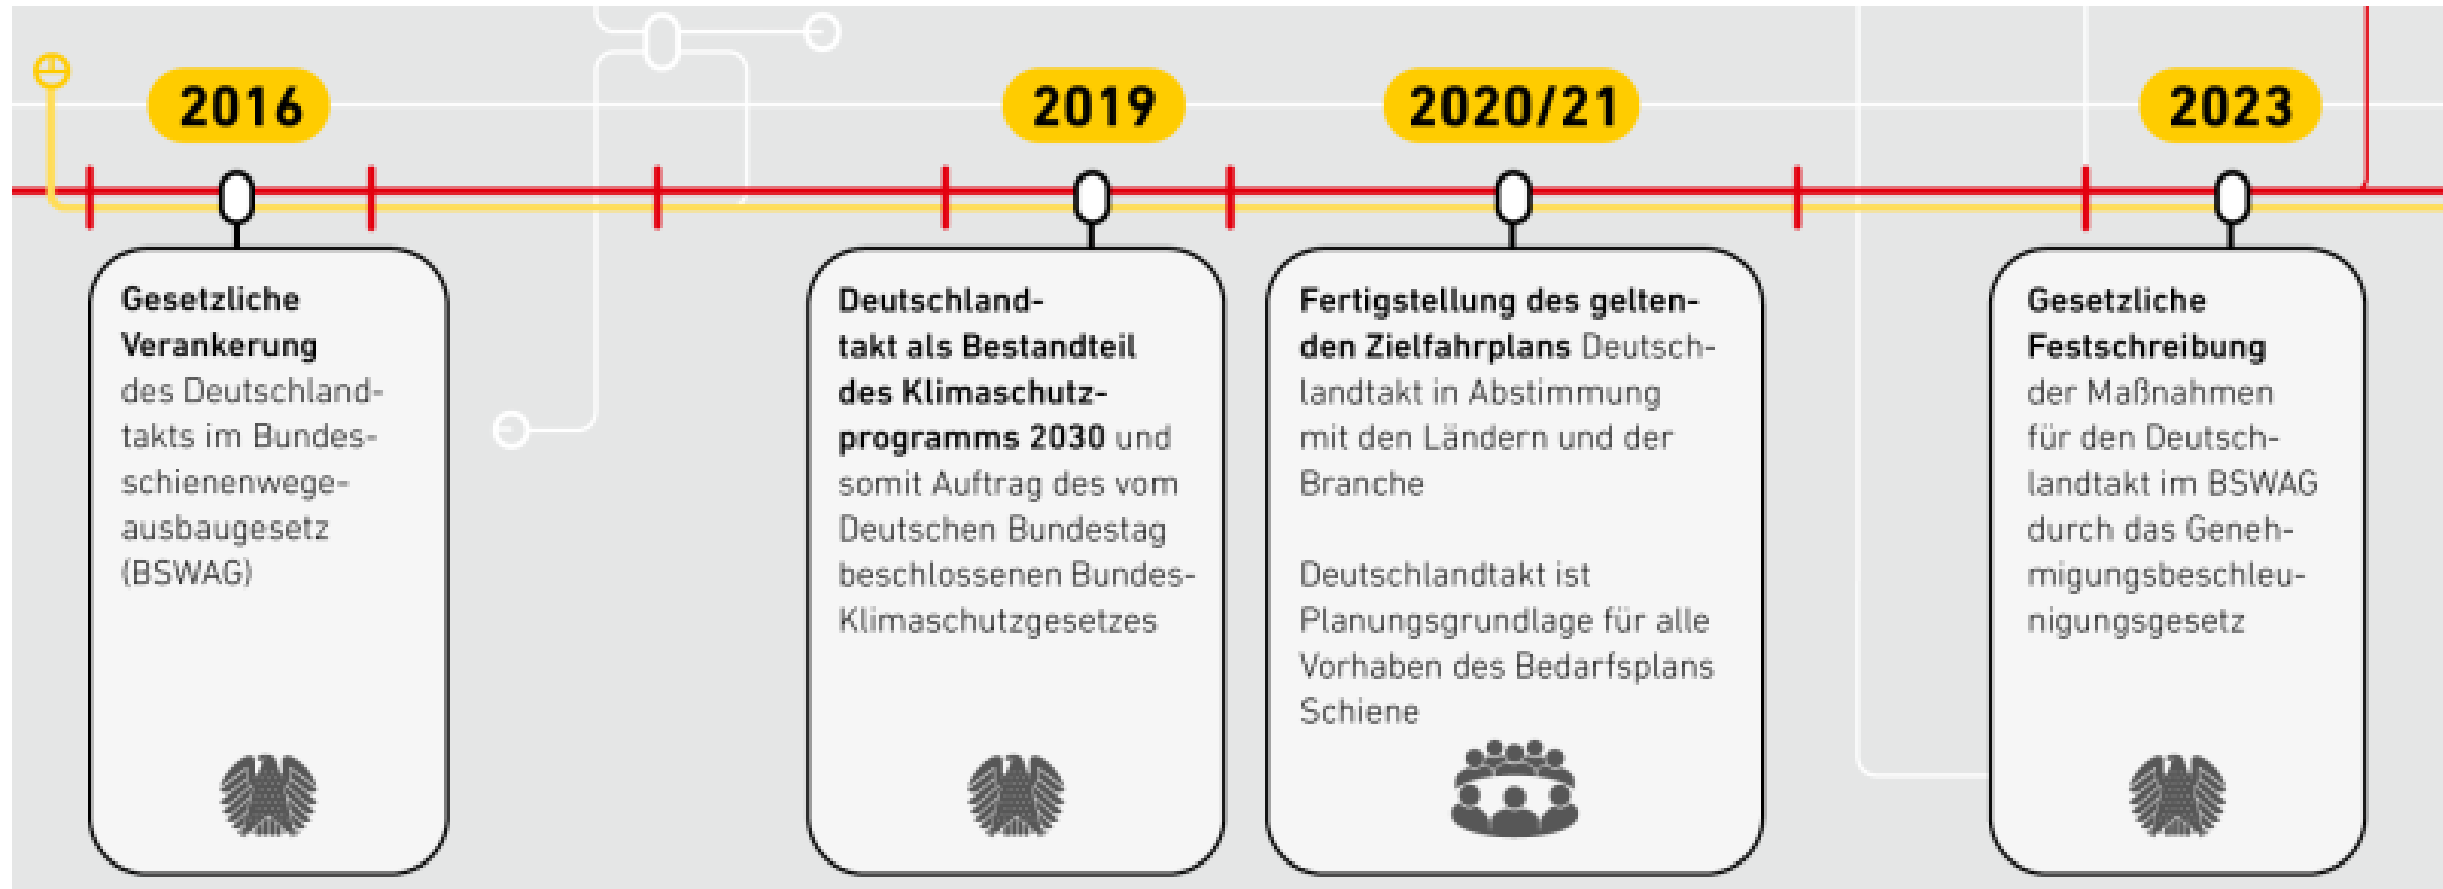 2016
Gesetzliche
Verankerung
des Deutschland-
takts im Bundes-
schienenwege-
ausbaugesetz
(BSWAG)
2019
Deutschland-
takt als Bestandteil
des Klimaschutz-
programms 2030 und
somit Auftrag des vom
Deutschen Bundestag
beschlossenen Bundes-
Klimaschutzgesetzes
2020/21
Fertigstellung des gelten-
den Zielfahrplans Deutsch-
landtakt in Abstimmung
mit den Ländern und der
Branche
Deutschlandtakt ist
Planungsgrundlage für alle
Vorhaben des Bedarfsplans
Schiene
2023
Gesetzliche
Festschreibung
der Maßnahmen
für den Deutsch-
landtakt im BSWAG
durch das Geneh-
migungsbeschleu-
nigungsgesetz